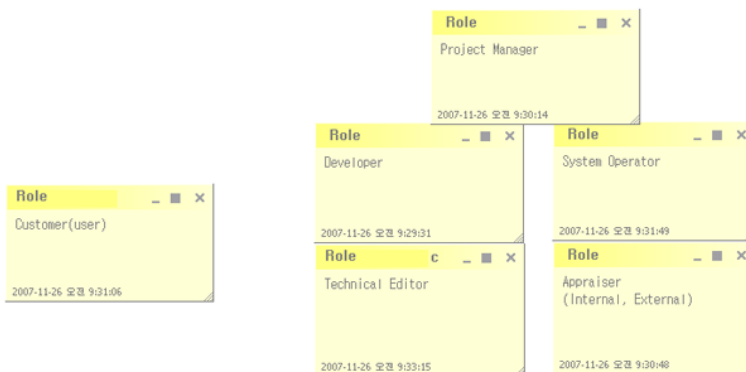 Role
Project Manager
2007-11-26 오전 9:30:14
Role
Developer
2007-11-26 오전 9:29:31
Role
System Operator
2007-11-26 오전 9:31:49
Role
Customer(user)
2007-11-26 오전 9:31:06
Role c
Technical Editor
2007-11-26 오전 9:33:15
Role
Appraiser
(Internal, External)
2007-11-26 오전 9:30:48